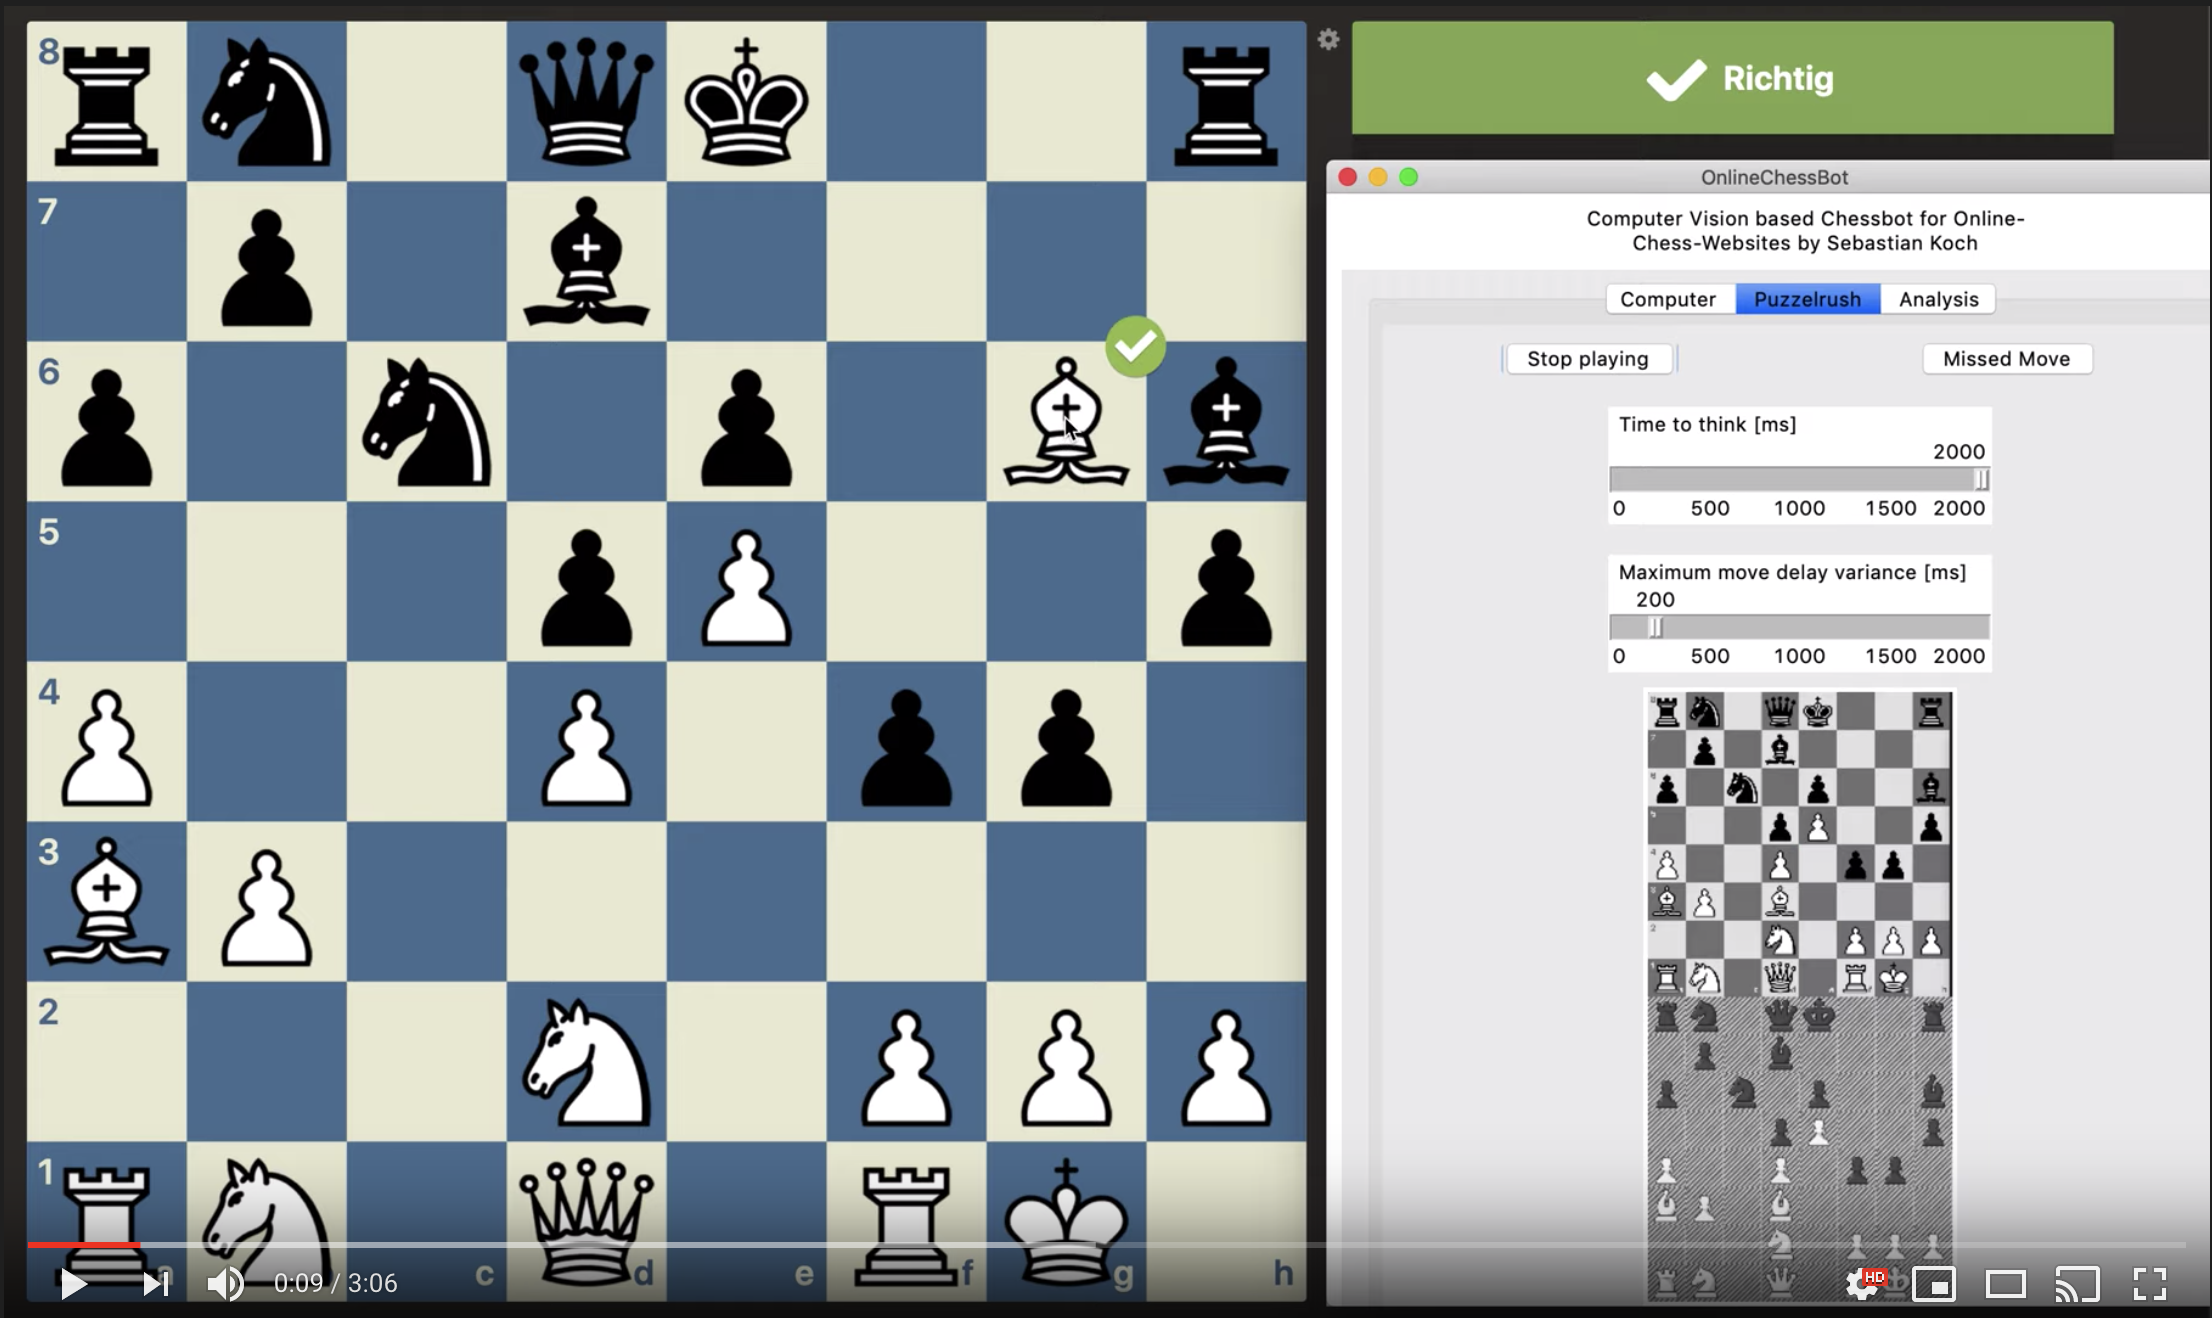 8
7
6
5
4
3
2
1
a
c
d
e
f
g
h
Richtig
OnlineChessBot
Computer Vision based Chessbot for Online-
Chess-Websites by Sebastian Koch
Computer Puzzelrush Analysis
Stop playing Missed Move
Time to think [ms]
2000
0 500 1000 1500 2000
Maximum move delay variance [ms]
200
0 500 1000 1500 2000
0:09 / 3:06
HD